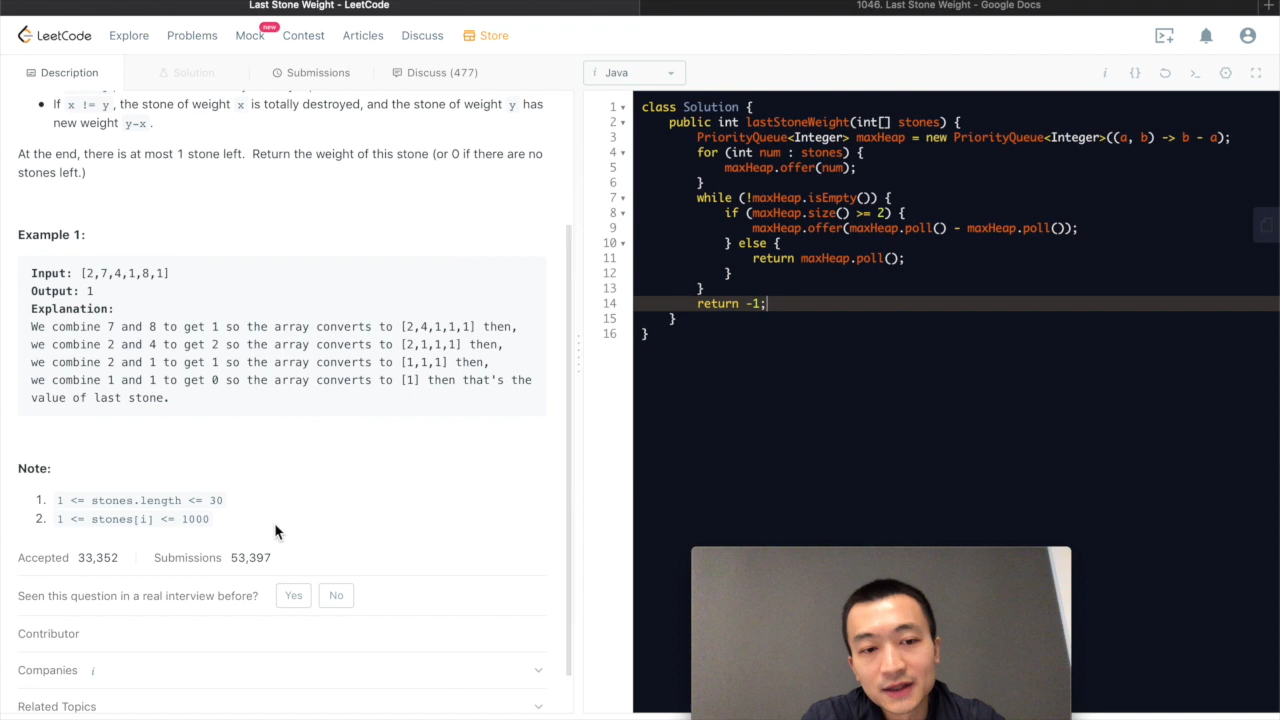 Last Stone Weight - LeetCode
1046. Last Stone Weight - Google Docs
LeetCode
Explore
Problems
Mock
new
Contest
Articles
Discuss
Store
Description
Solution
Submissions
Discuss (477)
i Java
If x != y, the stone of weight x is totally destroyed, and the stone of weight y has
new weight y-x.
At the end, there is at most 1 stone left. Return the weight of this stone (or 0 if there are no
stones left.)
Example 1:
Input: [2,7,4,1,8,1]
Output: 1
Explanation:
We combine 7 and 8 to get 1 so the array converts to [2,4,1,1,1] then,
we combine 2 and 4 to get 2 so the array converts to [2,1,1,1] then,
we combine 2 and 1 to get 1 so the array converts to [1,1,1] then,
we combine 1 and 1 to get 0 so the array converts to [1] then that's the
value of last stone.
Note:
1. 1 <= stones.length <= 30
2. 1 <= stones[i] <= 1000
Accepted 33,352 Submissions 53,397
Seen this question in a real interview before? Yes No
Contributor
Companies i
Related Topics
1 class Solution {
2 public int lastStoneWeight(int[] stones) {
3 PriorityQueue<Integer> maxHeap = new PriorityQueue<Integer>((a, b) -> b - a);
4 for (int num : stones) {
5 maxHeap.offer(num);
6 }
7 while (!maxHeap.isEmpty()) {
8 if (maxHeap.size() >= 2) {
9 maxHeap.offer(maxHeap.poll() - maxHeap.poll());
10 } else {
11 return maxHeap.poll();
12 }
13 }
14 return -1;
15 }
16 }